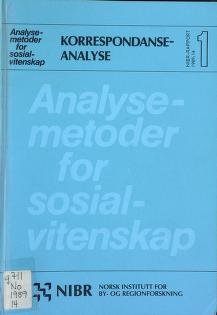 Analyse-
metoder
for
sosial-
vitenskap
KORRESPONDANSE-
ANALYSE
NIBR-RAPPORT
1989:14
1
Analyse-
metoder
for
sosial-
vitenskap
711
No
1989
14
NIBR
NORSK INSTITUTT FOR
BY- OG REGIONFORSKNING